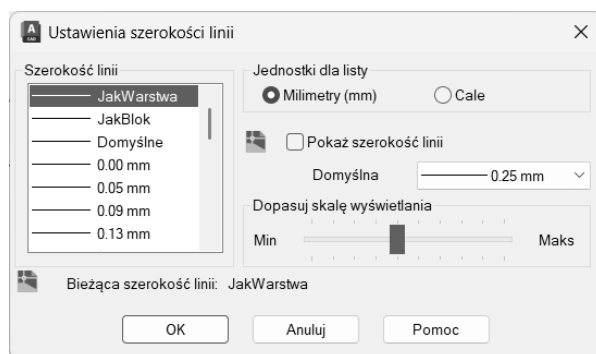 A
CAD
Ustawienia szerokości linii
Szerokość linii
JakWarstwa
JakBlok
Domyślne
0.00 mm
0.05 mm
0.09 mm
0.13 mm
Jednostki dla listy
Milimetry (mm) Cale
Pokaż szerokość linii
Domyślna 0.25 mm
Dopasuj skalę wyświetlania
Min Maks
Bieżąca szerokość linii: JakWarstwa
OK Anuluj Pomoc